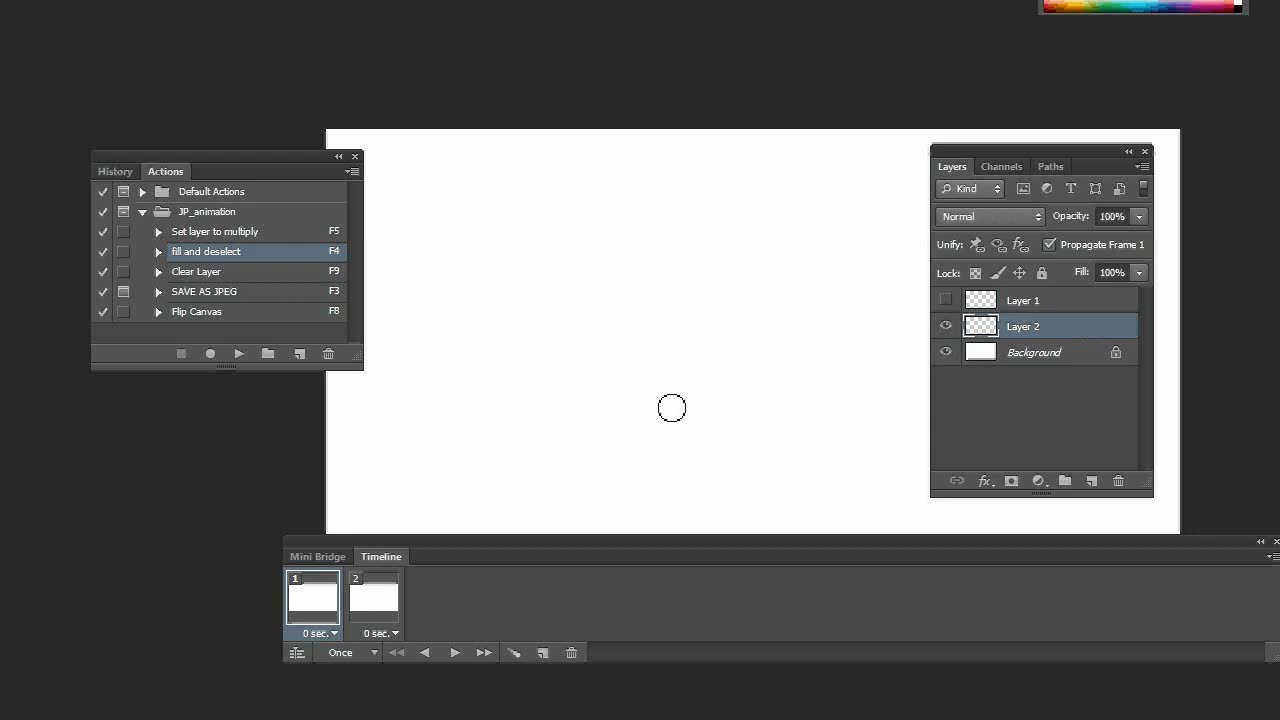 History Actions
Default Actions
JP_animation
Set layer to multiply F5
fill and deselect F4
Clear Layer F9
SAVE AS JPEG F3
Flip Canvas F8
Layers Channels Paths
Kind
Normal Opacity: 100%
Unify: Propagate Frame 1
Lock: Fill: 100%
Layer 1
Layer 2
Background
Mini Bridge Timeline
1 2
0 sec. 0 sec.
Once